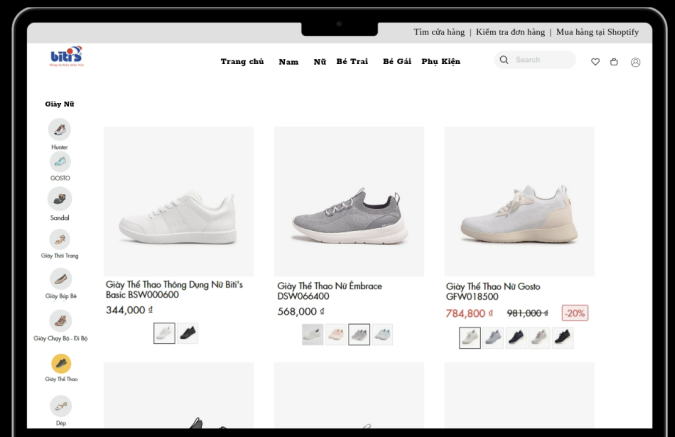 Tìm cửa hàng | Kiểm tra đơn hàng | Mua hàng tại Shoptify
biti's
Trang chủ Nam Nữ Bé Trai Bé Gái Phụ Kiện
Search
Giày Nữ
Hunter
GOSTO
Sandal
Giày Thời Trang
Giày Búp Bê
Giày Chạy Bộ - Đi Bộ
Giày Thể Thao
Dép
Giày Thể Thao Thông Dụng Nữ Biti's
Basic BSW000600
344,000 ₫
Giày Thể Thao Nữ Êmbrace
DSW066400
568,000 ₫
Giày Thể Thao Nữ Gosto
GFW018500
784,800 ₫ 981,000 ₫ -20%